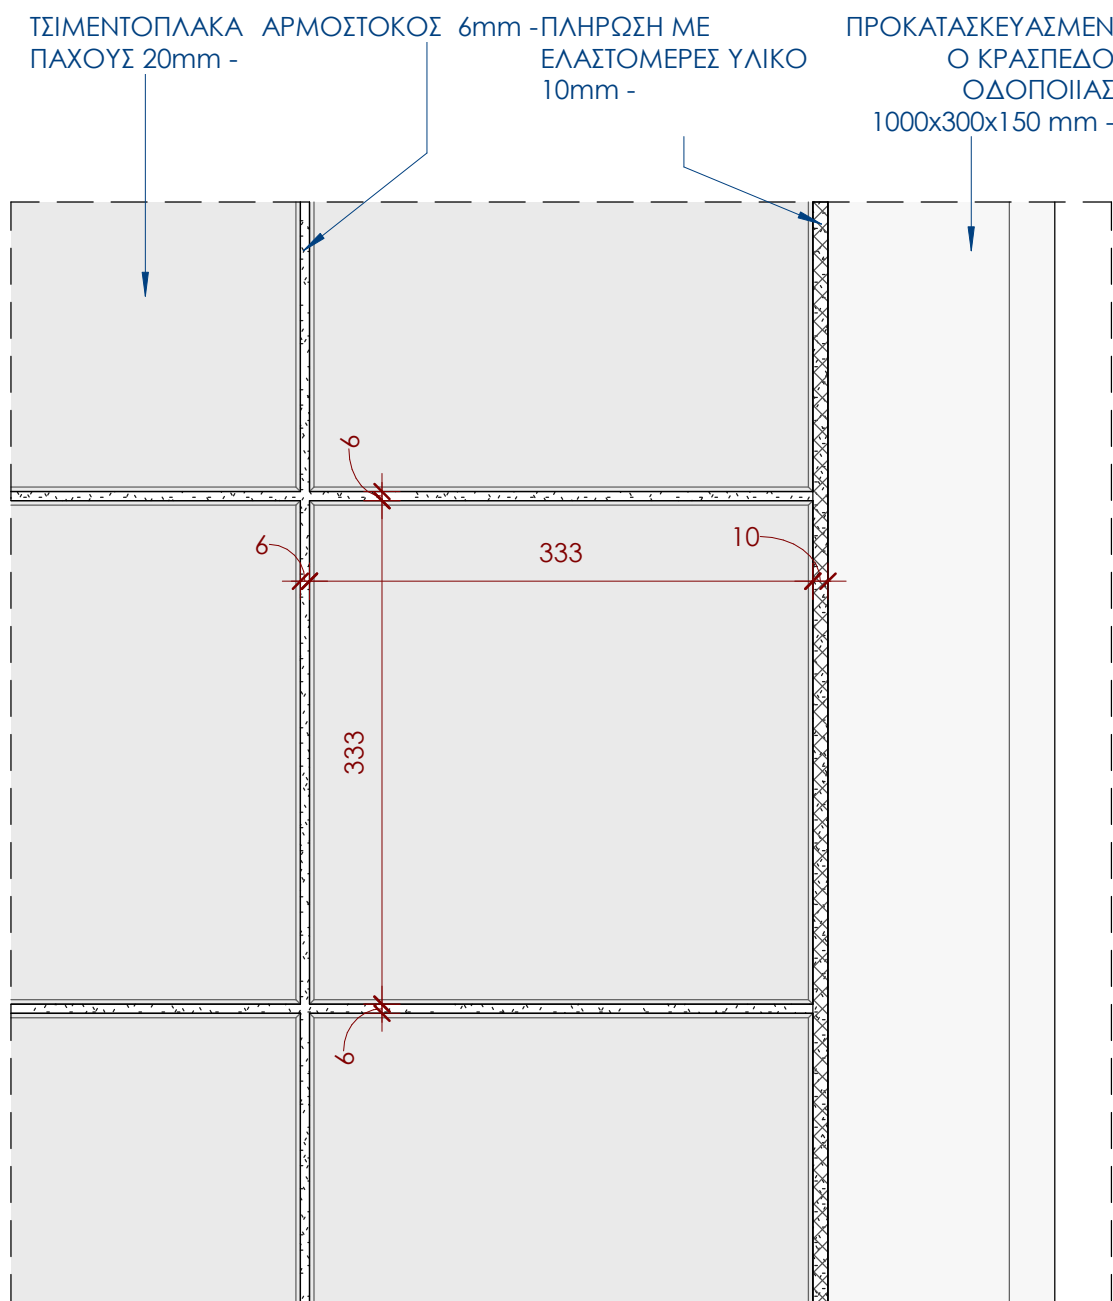 ΤΣΙΜΕΝΤΟΠΛΑΚΑ
ΠΑΧΟΥΣ 20mm -
ΑΡΜΟΣΤΟΚΟΣ 6mm -
ΠΛΗΡΩΣΗ ΜΕ
ΕΛΑΣΤΟΜΕΡΕΣ ΥΛΙΚΟ
10mm -
ΠΡΟΚΑΤΑΣΚΕΥΑΣΜΕΝ
Ο ΚΡΑΣΠΕΔΟ
ΟΔΟΠΟΙΙΑΣ
1000x300x150 mm -
6
6
333
10
333
6